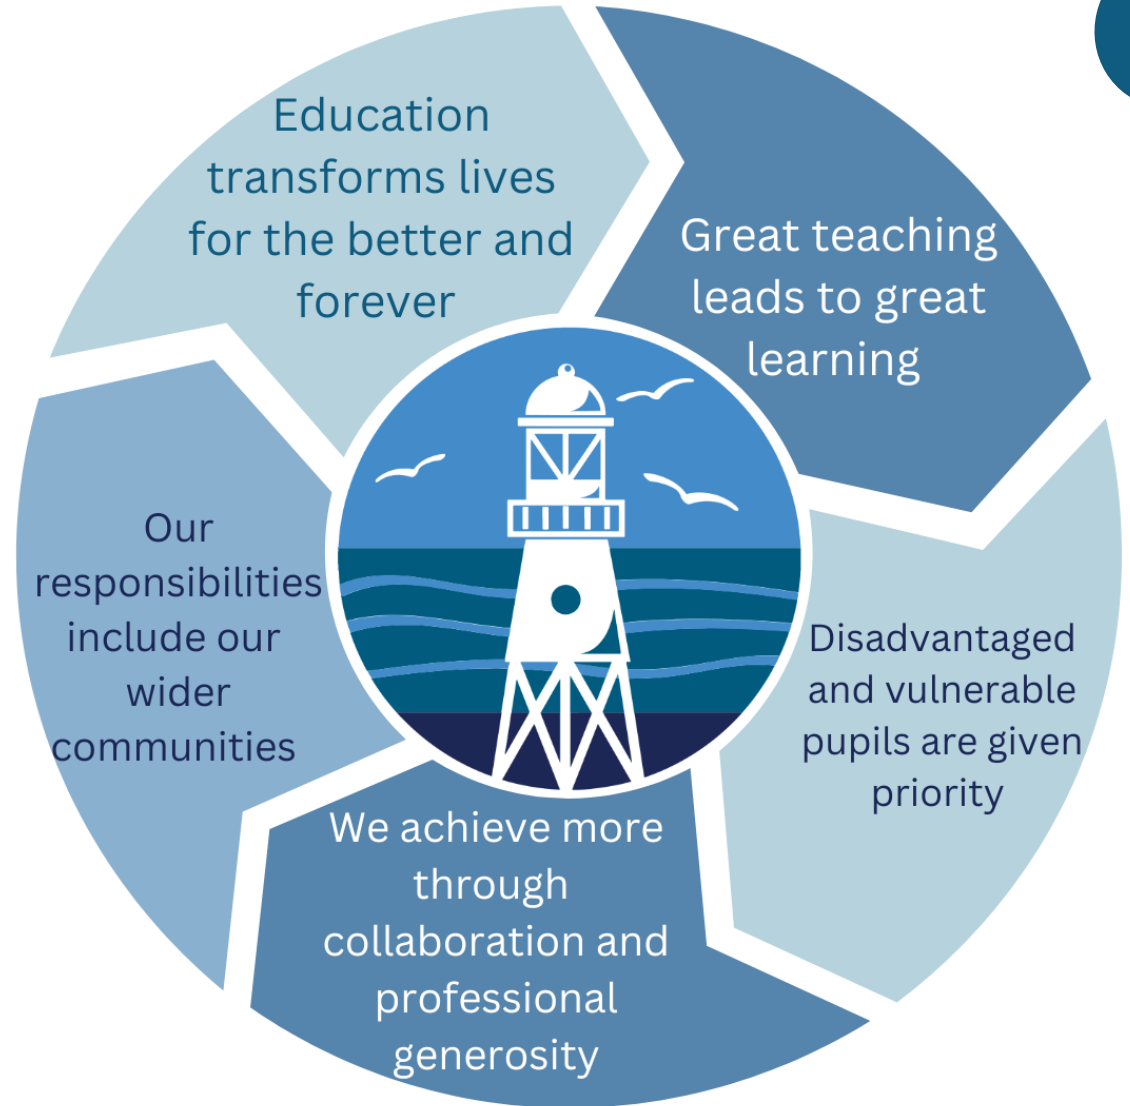 Education
transforms lives
for the better and
forever
Great teaching
leads to great
learning
Disadvantaged
and vulnerable
pupils are given
priority
We achieve more
through
collaboration and
professional
generosity
Our
responsibilities
include our
wider
communities